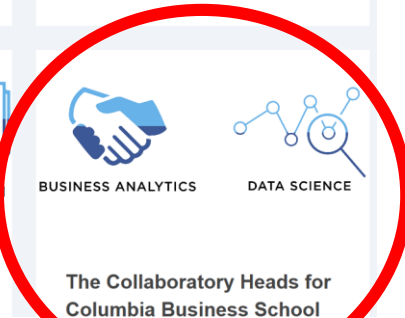 BUSINESS ANALYTICS
DATA SCIENCE
The Collaboratory Heads for
Columbia Business School